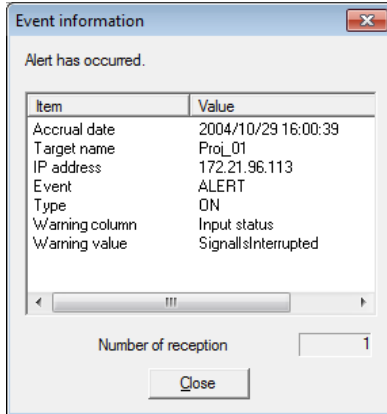 Event information
Alert has occurred.
Item Value
Accrual date 2004/10/29 16:00:39
Target name Proj_01
IP address 172.21.96.113
Event ALERT
Type ON
Warning column Input status
Warning value SignalIsInterrupted
Number of reception 1
Close